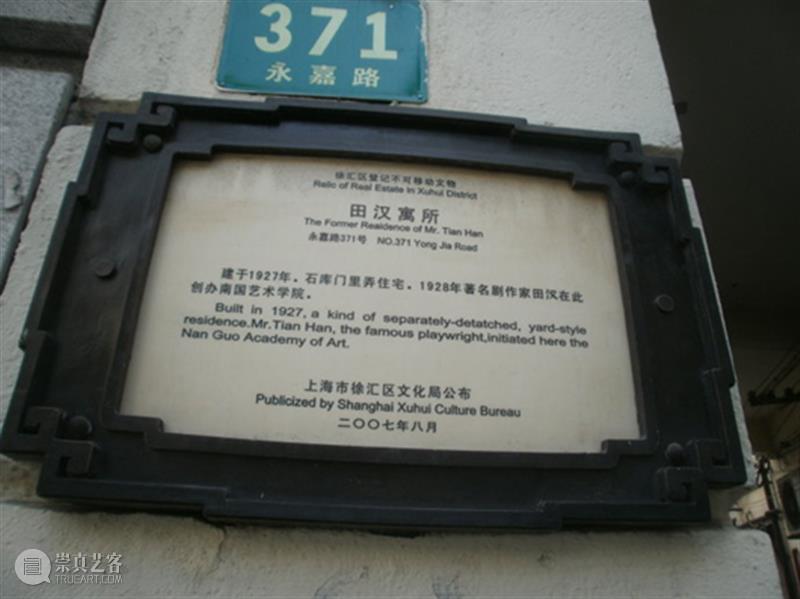 371
永嘉路
徐汇区登记不可移动文物
Relic of Real Estate in Xuhui District
田汉寓所
The Former Residence of Mr. Tian Han
永嘉路371号 NO.371 Yong Jia Road
建于1927年。石库门里弄住宅。1928年著名剧作家田汉在此
创办南国艺术学院。
Built in 1927, a kind of separately-detatched, yard-style
residence.Mr.Tian Han, the famous playwright,initiated here the
Nan Guo Academy of Art.
上海市徐汇区文化局公布
Publicized by Shanghai Xuhui Culture Bureau
二〇〇七年八月
崇真艺客
WWW.TRUEART.COM